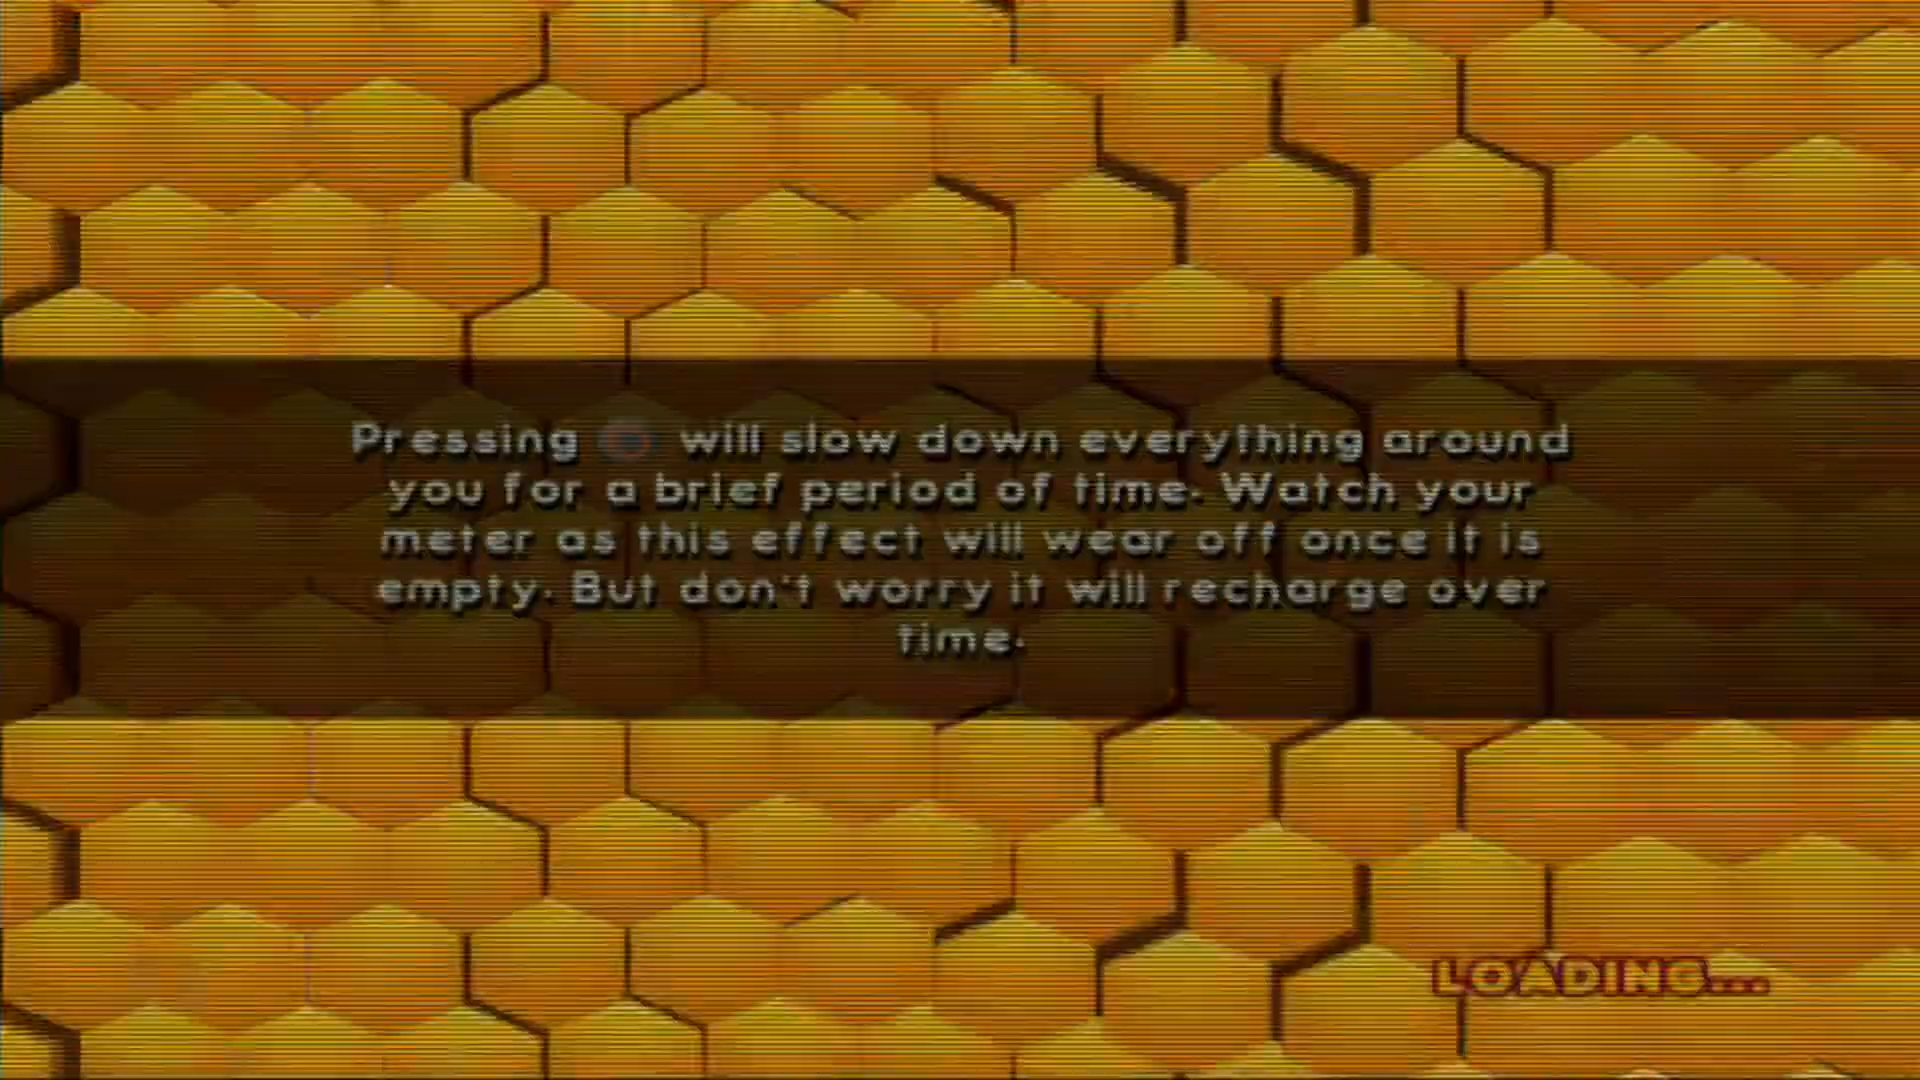 Pressing will slow down everything around
you for a brief period of time. Watch your
meter as this effect will wear off once it is
empty. But don't worry it will recharge over
time.
LOADING...